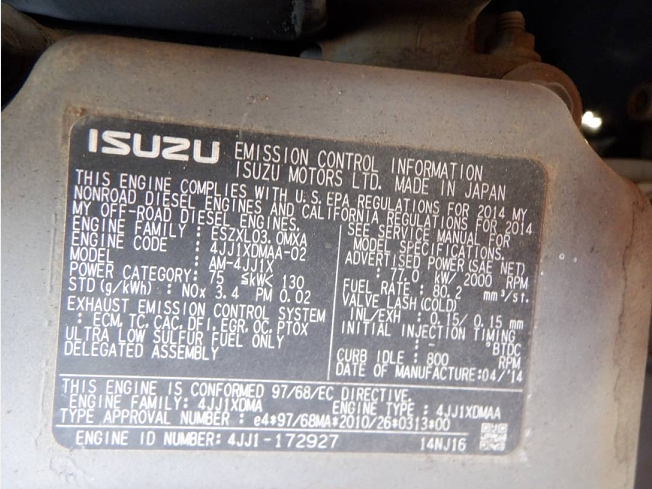 ISUZU EMISSION CONTROL INFORMATION
ISUZU MOTORS LTD. MADE IN JAPAN
THIS ENGINE COMPLIES WITH U.S.EPA REGULATIONS FOR 2014 MY
NONROAD DIESEL ENGINES AND CALIFORNIA REGULATIONS FOR 2014
MY OFF-ROAD DIESEL ENGINES.
ENGINE FAMILY : ESZXL03.0MXA
ENGINE CODE : 4JJ1XDMAA-02
MODEL : AM-4JJ1X
POWER CATEGORY: 75 ≦kW< 130
STD (g/kWh) : NOx 3.4 PM 0.02
EXHAUST EMISSION CONTROL SYSTEM
: ECM, TC, CAC, DFI, EGR, OC, PTOX
ULTRA LOW SULFUR FUEL ONLY
DELEGATED ASSEMBLY
SEE SERVICE MANUAL FOR
MODEL SPECIFICATIONS.
ADVERTISED POWER(SAE NET)
: 77.0 kW/ 2000 RPM
FUEL RATE: 80.2 mm³/st.
VALVE LASH(COLD)
INL/EXH : 0.15/ 0.15 mm
INITIAL INJECTION TIMING
: - °BTDC
CURB IDLE: 800 RPM
DATE OF MANUFACTURE:04/'14
THIS ENGINE IS CONFIRMED 97/68/EC DIRECTIVE.
ENGINE FAMILY: 4JJ1XDMA ENGINE TYPE : 4JJ1XDMAA
TYPE APPROVAL NUMBER: e4*97/68MA*2010/26*0313*00
ENGINE ID NUMBER: 4JJ1-172927 14NJ16